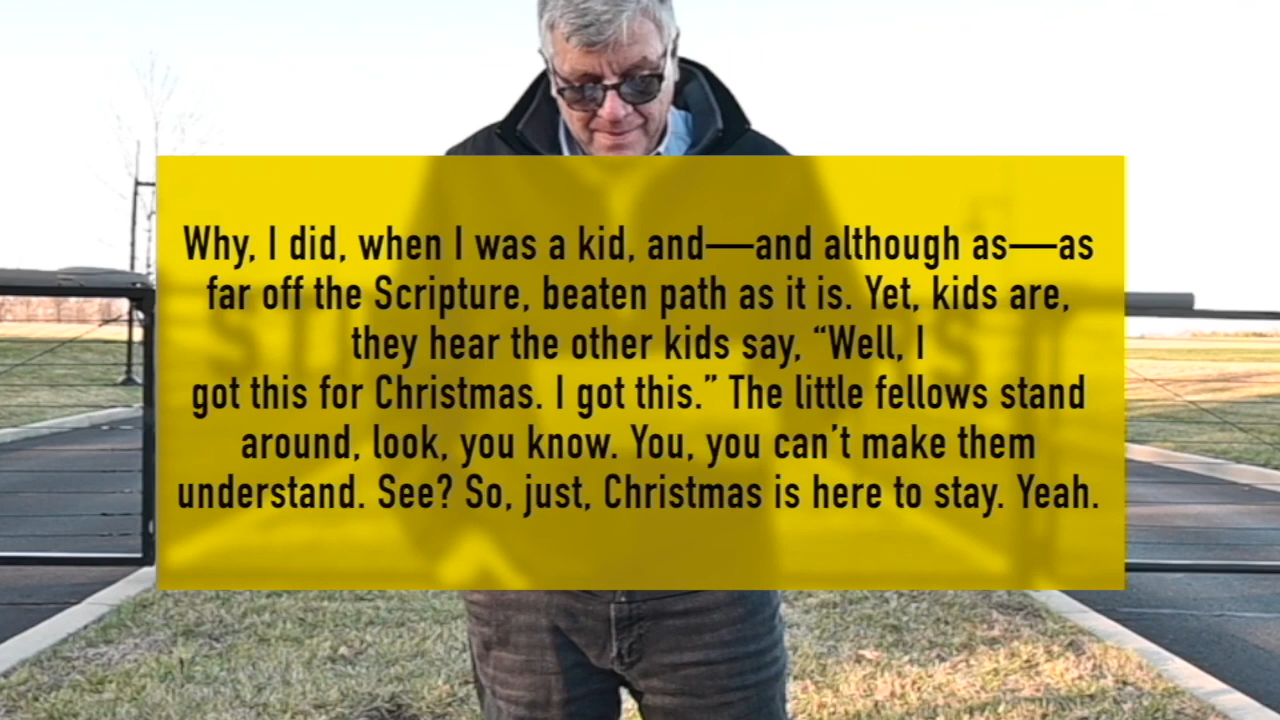 Why, I did, when I was a kid, and—and although as—as
far off the Scripture, beaten path as it is. Yet, kids are,
they hear the other kids say, “Well, I
got this for Christmas. I got this.” The little fellows stand
around, look, you know. You, you can’t make them
understand. See? So, just, Christmas is here to stay. Yeah.